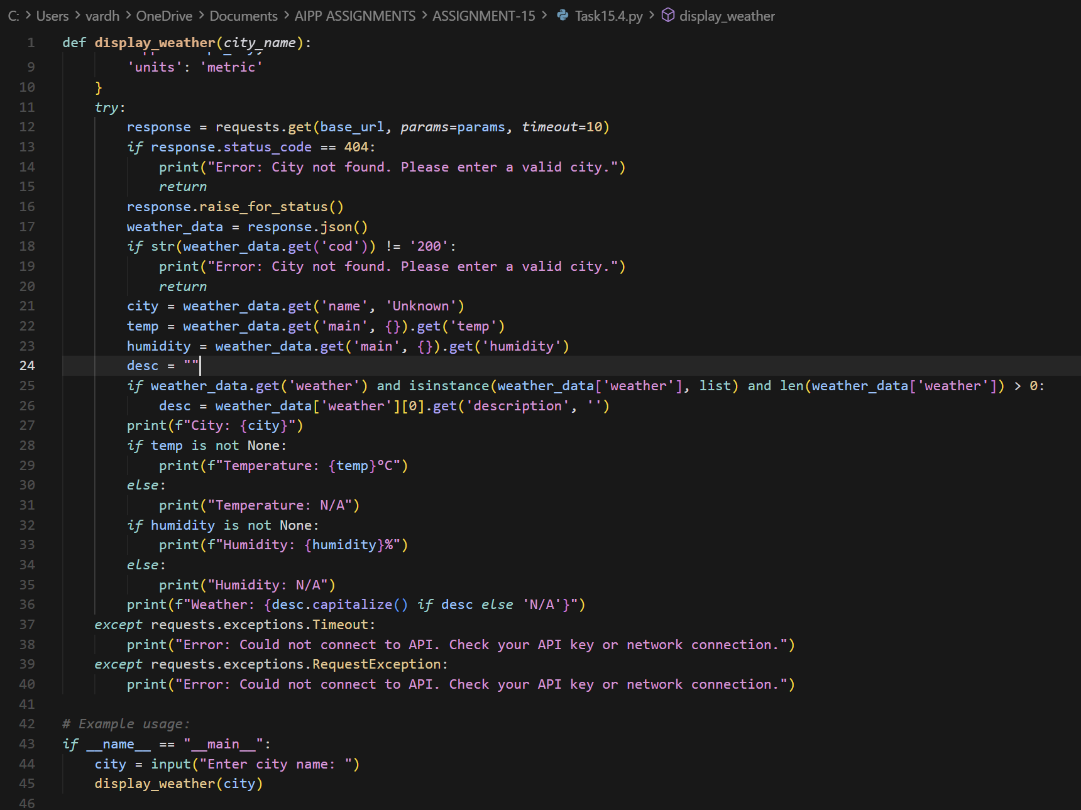 C: > Users > vardh > OneDrive > Documents > AIPP ASSIGNMENTS > ASSIGNMENT-15 > Task15.4.py > display_weather
1 def display_weather(city_name):
9         'units': 'metric'
10     }
11     try:
12         response = requests.get(base_url, params=params, timeout=10)
13         if response.status_code == 404:
14             print("Error: City not found. Please enter a valid city.")
15             return
16         response.raise_for_status()
17         weather_data = response.json()
18         if str(weather_data.get('cod')) != '200':
19             print("Error: City not found. Please enter a valid city.")
20             return
21         city = weather_data.get('name', 'Unknown')
22         temp = weather_data.get('main', {}).get('temp')
23         humidity = weather_data.get('main', {}).get('humidity')
24         desc = ""
25         if weather_data.get('weather') and isinstance(weather_data['weather'], list) and len(weather_data['weather']) > 0:
26             desc = weather_data['weather'][0].get('description', '')
27         print(f"City: {city}")
28         if temp is not None:
29             print(f"Temperature: {temp}°C")
30         else:
31             print("Temperature: N/A")
32         if humidity is not None:
33             print(f"Humidity: {humidity}%")
34         else:
35             print("Humidity: N/A")
36         print(f"Weather: {desc.capitalize() if desc else 'N/A'}")
37     except requests.exceptions.Timeout:
38         print("Error: Could not connect to API. Check your API key or network connection.")
39     except requests.exceptions.RequestException:
40         print("Error: Could not connect to API. Check your API key or network connection.")
41
42 # Example usage:
43 if __name__ == "__main__":
44     city = input("Enter city name: ")
45     display_weather(city)
46